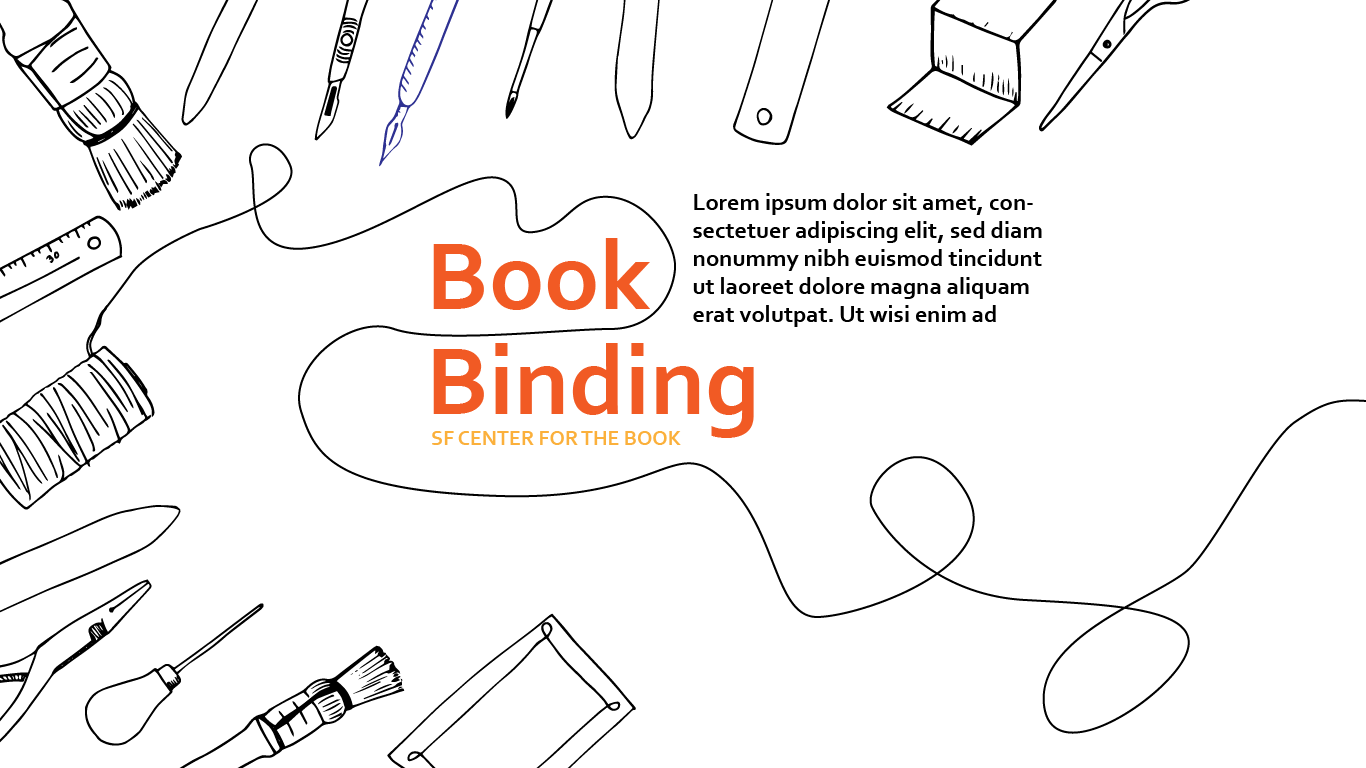 Book
Binding
SF CENTER FOR THE BOOK
Lorem ipsum dolor sit amet, con-
sectetuer adipiscing elit, sed diam
nonummy nibh euismod tincidunt
ut laoreet dolore magna aliquam
erat volutpat. Ut wisi enim ad
30